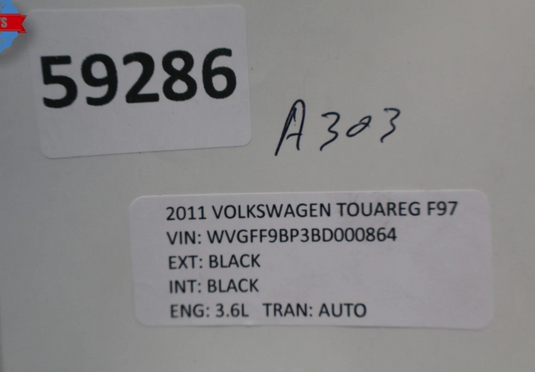 59286
A303
2011 VOLKSWAGEN TOUAREG F97
VIN: WVGFF9BP3BD000864
EXT: BLACK
INT: BLACK
ENG: 3.6L TRAN: AUTO